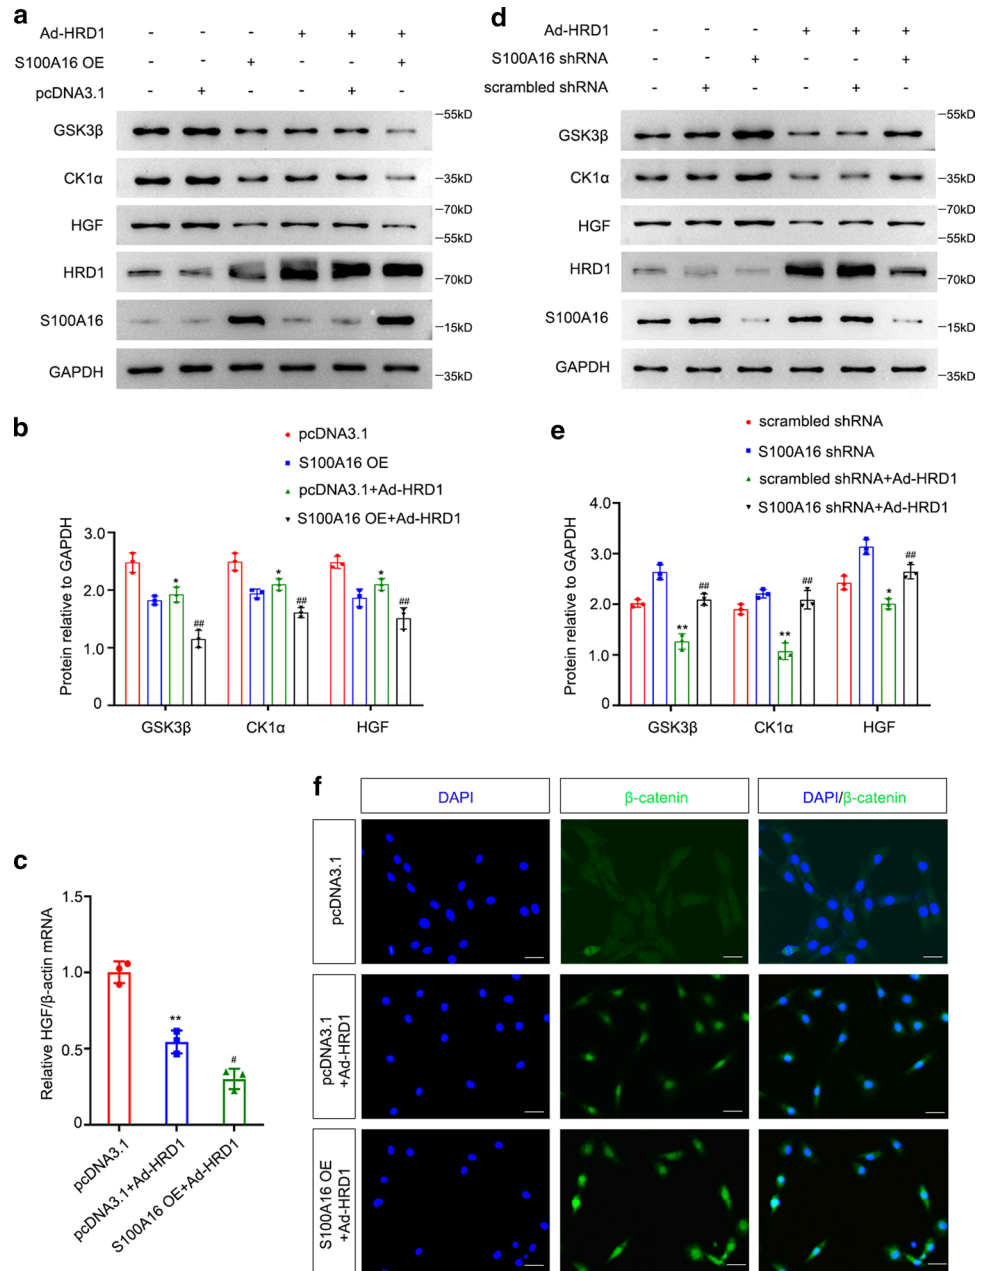 a
Ad-HRD1 - - - + + +
S100A16 OE - - + - - +
pcDNA3.1 - + - - + -
GSK3β
CK1α
HGF
HRD1
S100A16
GAPDH
55kD
35kD
70kD
55kD
70kD
15kD
35kD
d
Ad-HRD1 - - - + + +
S100A16 shRNA - - + - - +
scrambled shRNA - + - - + -
GSK3β
CK1α
HGF
HRD1
S100A16
GAPDH
55kD
35kD
70kD
55kD
70kD
15kD
35kD
b
pcDNA3.1
S100A16 OE
pcDNA3.1+Ad-HRD1
S100A16 OE+Ad-HRD1
Protein relative to GAPDH
3.0
2.0
1.0
0
* ## * ## * ##
GSK3β CK1α HGF
e
scrambled shRNA
S100A16 shRNA
scrambled shRNA+Ad-HRD1
S100A16 shRNA+Ad-HRD1
Protein relative to GAPDH
4.0
3.0
2.0
1.0
0
** ## ** ## * ##
GSK3β CK1α HGF
c
Relative HGF/β-actin mRNA
1.5
1.0
0.5
0
** #
pcDNA3.1
pcDNA3.1+Ad-HRD1
S100A16 OE+Ad-HRD1
f
DAPI β-catenin DAPI/β-catenin
pcDNA3.1
pcDNA3.1
+Ad-HRD1
S100A16 OE
+Ad-HRD1